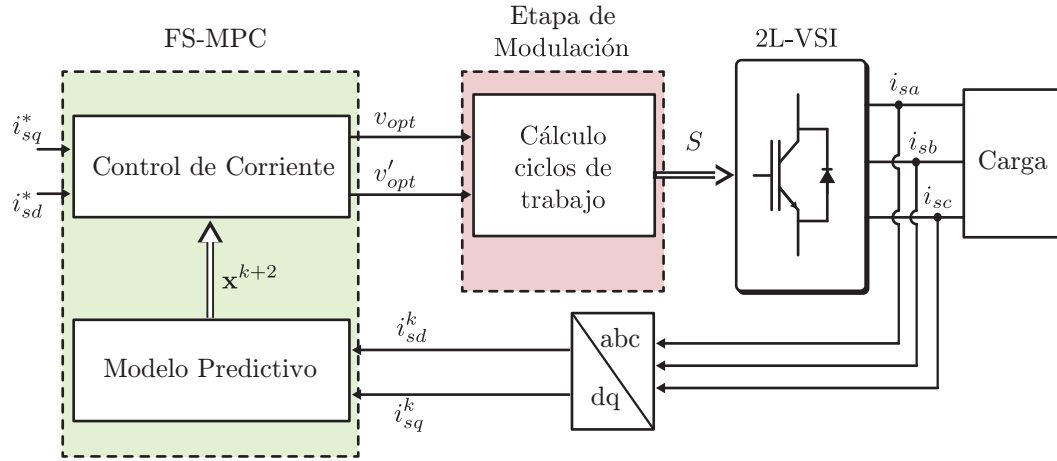 FS-MPC
Etapa de
Modulación
2L-VSI
i*sq
i*sd
Control de Corriente
v_opt
v'_opt
Cálculo
ciclos de
trabajo
S
i_sa
i_sb
i_sc
Carga
x^{k+2}
Modelo Predictivo
i^k_sd
i^k_sq
abc
dq